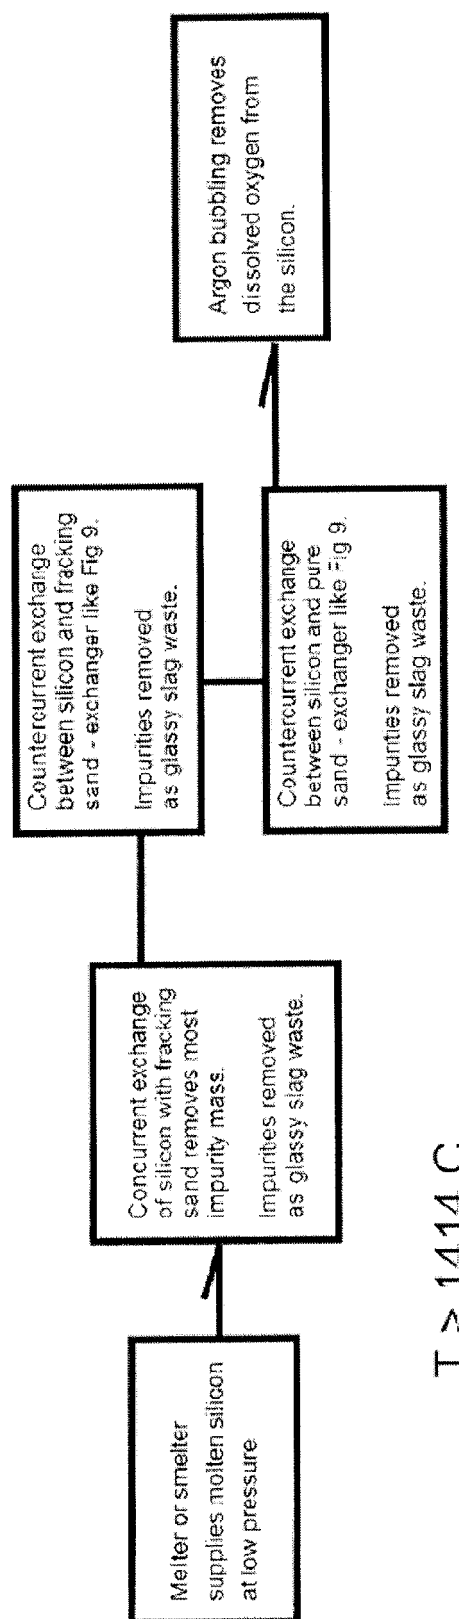 Melter or smelter
supplies molten silicon
at low pressure
Concurrent exchange
of silicon with fracking
sand removes most
impurity mass.
Impurities removed
as glassy slag waste.
Countercurrent exchange
between silicon and fracking
sand - exchanger like Fig 9.
Impurities removed
as glassy slag waste.
Countercurrent exchange
between silicon and pure
sand - exchanger like Fig 9.
Impurities removed
as glassy slag waste.
Argon bubbling removes
dissolved oxygen from
the silicon.
T > 1414 C